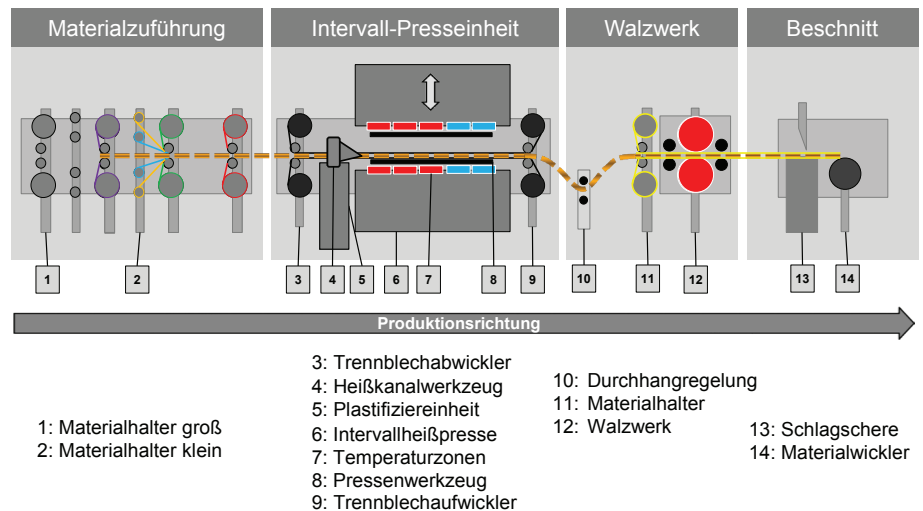 Materialzuführung
Intervall-Presseinheit
Walzwerk
Beschnitt
1
2
3
4
5
6
7
8
9
10
11
12
13
14
Produktionsrichtung
1: Materialhalter groß
2: Materialhalter klein
3: Trennblechabwickler
4: Heißkanalwerkzeug
5: Plastifiziereinheit
6: Intervallheißpresse
7: Temperaturzonen
8: Pressenwerkzeug
9: Trennblechaufwickler
10: Durchhangregelung
11: Materialhalter
12: Walzwerk
13: Schlagschere
14: Materialwickler